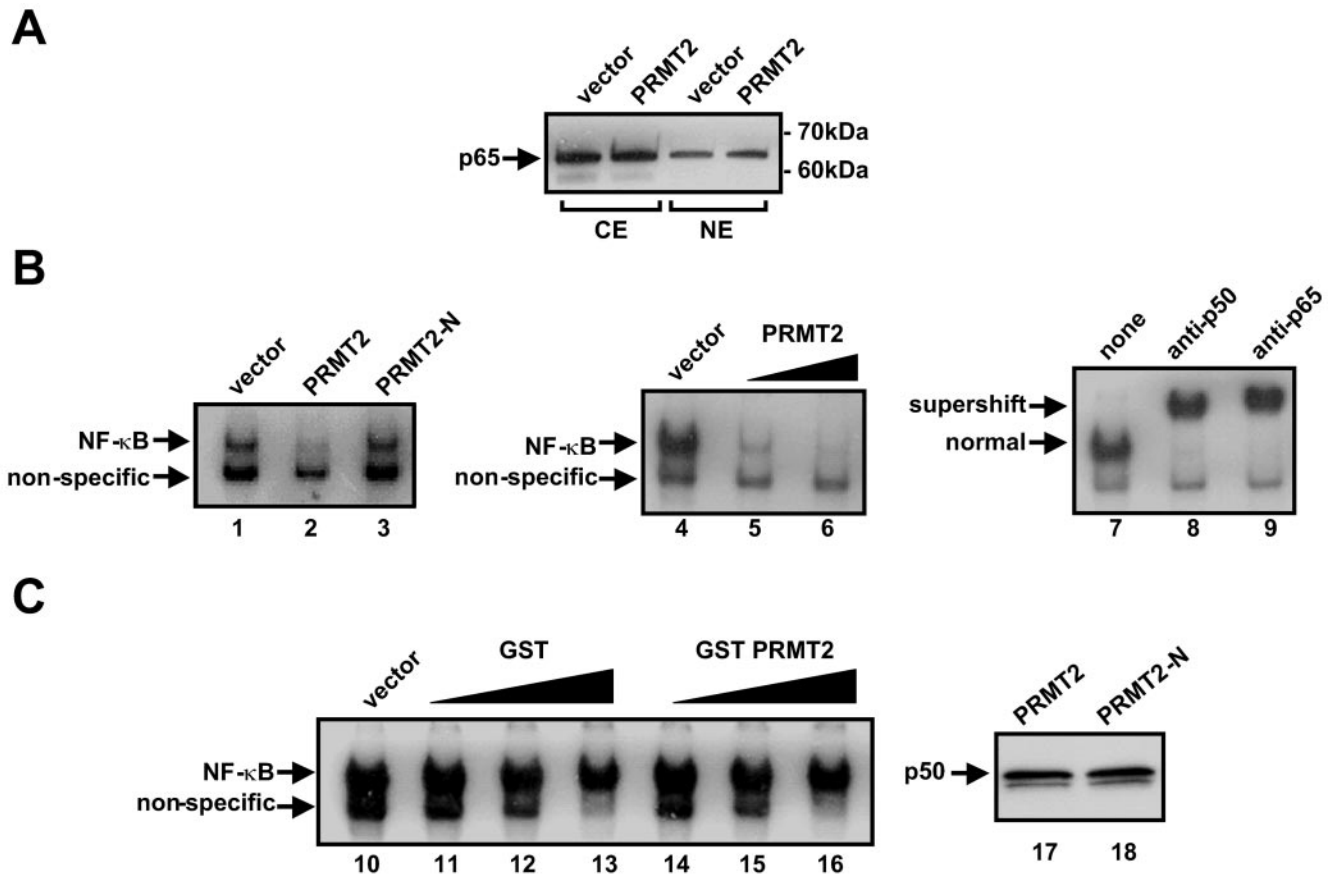 A
vector
PRMT2
vector
PRMT2
p65
- 70kDa
- 60kDa
CE
NE
B
vector
PRMT2
PRMT2-N
NF-κB
non-specific
1
2
3
vector
PRMT2
NF-κB
non-specific
4
5
6
none
anti-p50
anti-p65
supershift
normal
7
8
9
C
vector
GST
GST PRMT2
NF-κB
non-specific
10
11
12
13
14
15
16
PRMT2
PRMT2-N
p50
17
18